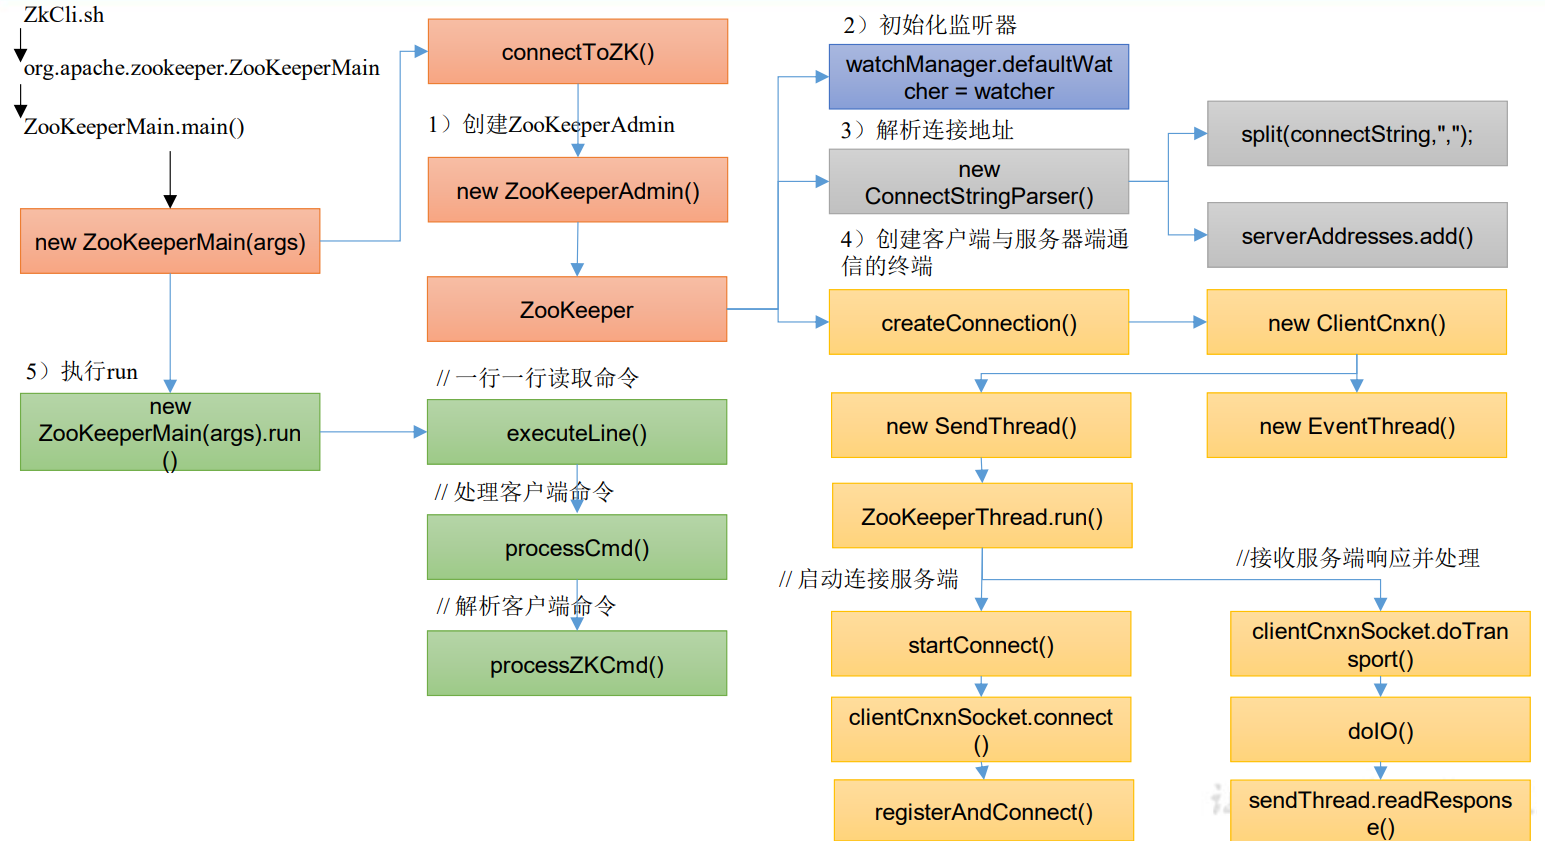 ZkCli.sh
org.apache.zookeeper.ZooKeeperMain
ZooKeeperMain.main()
new ZooKeeperMain(args)
5）执行run
new
ZooKeeperMain(args).run
()
connectToZK()
1）创建ZooKeeperAdmin
new ZooKeeperAdmin()
ZooKeeper
// 一行一行读取命令
executeLine()
// 处理客户端命令
processCmd()
// 解析客户端命令
processZKCmd()
2）初始化监听器
watchManager.defaultWat
cher = watcher
3）解析连接地址
new
ConnectStringParser()
split(connectString,",");
serverAddresses.add()
4）创建客户端与服务器端通
信的终端
createConnection()
new ClientCnxn()
new SendThread()
new EventThread()
ZooKeeperThread.run()
// 启动连接服务端
startConnect()
clientCnxnSocket.connect
()
registerAndConnect()
//接收服务端响应并处理
clientCnxnSocket.doTran
sport()
doIO()
sendThread.readRespons
e()